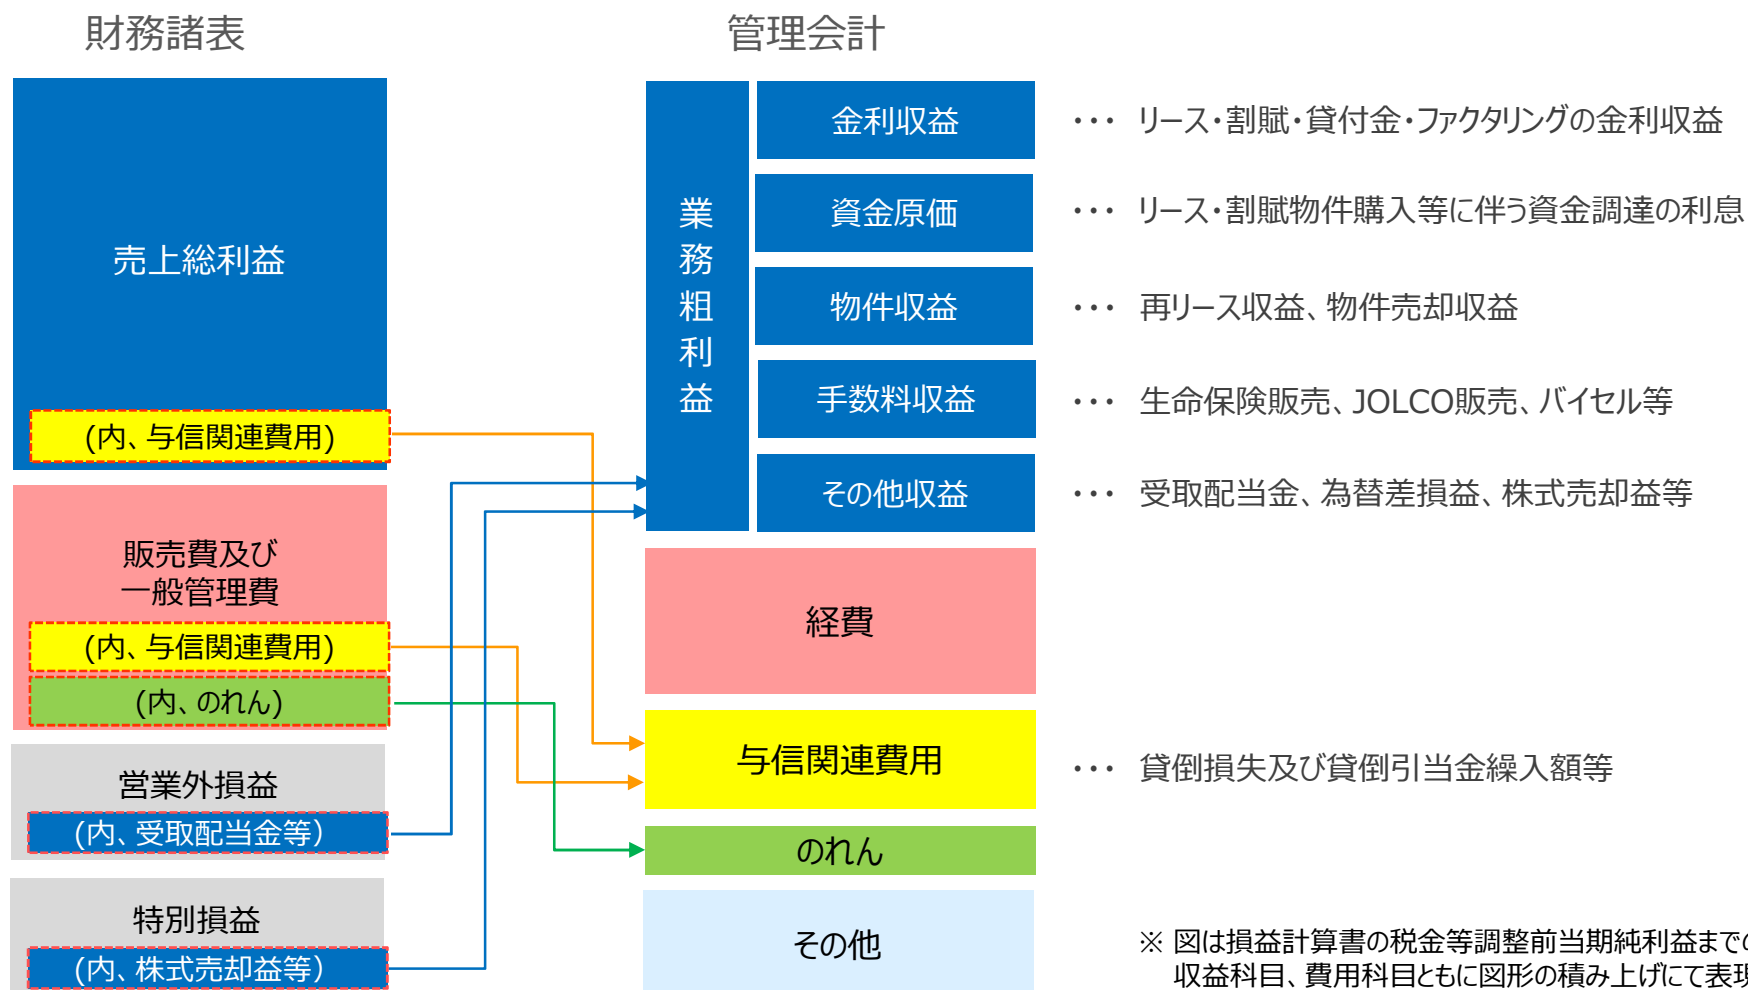 財務諸表
管理会計
売上総利益
(内、与信関連費用)
販売費及び
一般管理費
(内、与信関連費用)
(内、のれん)
営業外損益
(内、受取配当金等）
特別損益
(内、株式売却益等）
業
務
粗
利
益
金利収益
･･･ リース・割賦・貸付金・ファクタリングの金利収益
資金原価
･･･ リース・割賦物件購入等に伴う資金調達の利息
物件収益
･･･ 再リース収益、物件売却収益
手数料収益
･･･ 生命保険販売、JOLCO販売、バイセル等
その他収益
･･･ 受取配当金、為替差損益、株式売却益等
経費
与信関連費用
･･･ 貸倒損失及び貸倒引当金繰入額等
のれん
その他
※ 図は損益計算書の税金等調整前当期純利益まで
収益科目、費用科目ともに図形の積み上げにて表現